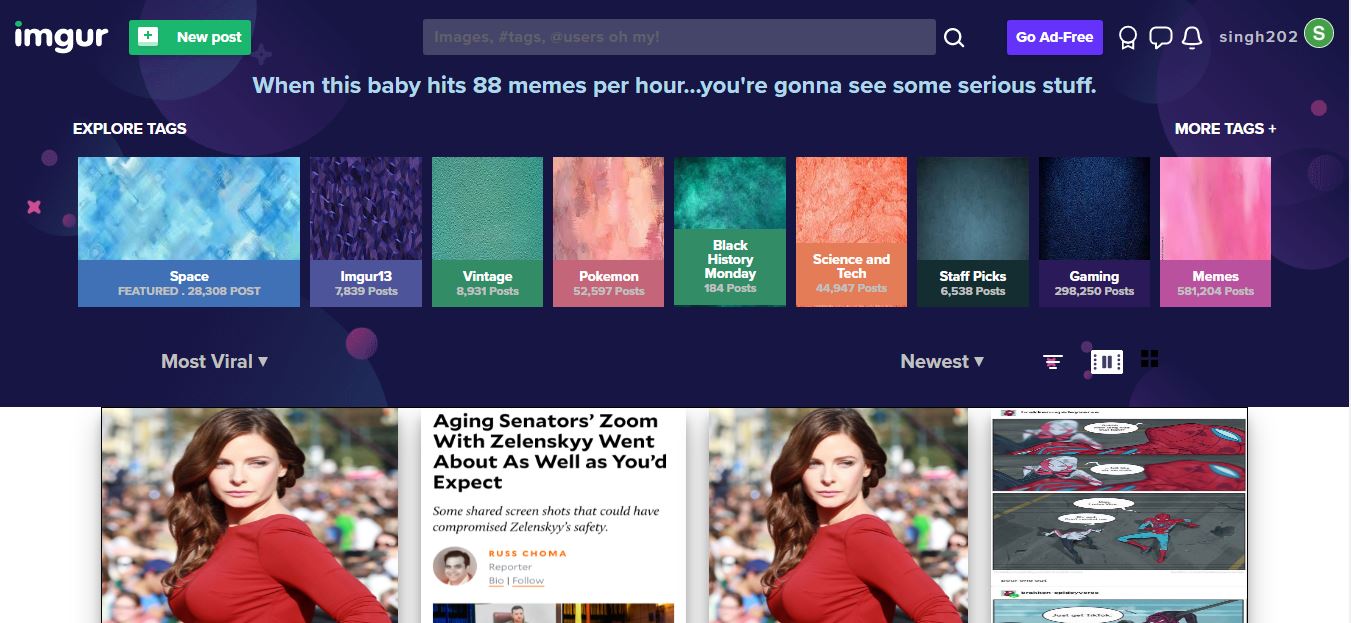 imgur
New post
Images, #tags, @users oh my!
Go Ad-Free
singh202
S
When this baby hits 88 memes per hour...you're gonna see some serious stuff.
EXPLORE TAGS
MORE TAGS +
Space
FEATURED . 28,308 POST
Imgur13
7,839 Posts
Vintage
8,931 Posts
Pokemon
52,597 Posts
Black
History
Monday
184 Posts
Science and
Tech
44,947 Posts
Staff Picks
6,538 Posts
Gaming
298,250 Posts
Memes
581,204 Posts
Most Viral ▾
Newest ▾
Aging Senators’ Zoom
With Zelenskyy Went
About As Well as You’d
Expect
Some shared screen shots that could have
compromised Zelenskyy’s safety.
RUSS CHOMA
Reporter
Bio | Follow
Just get TikTok.